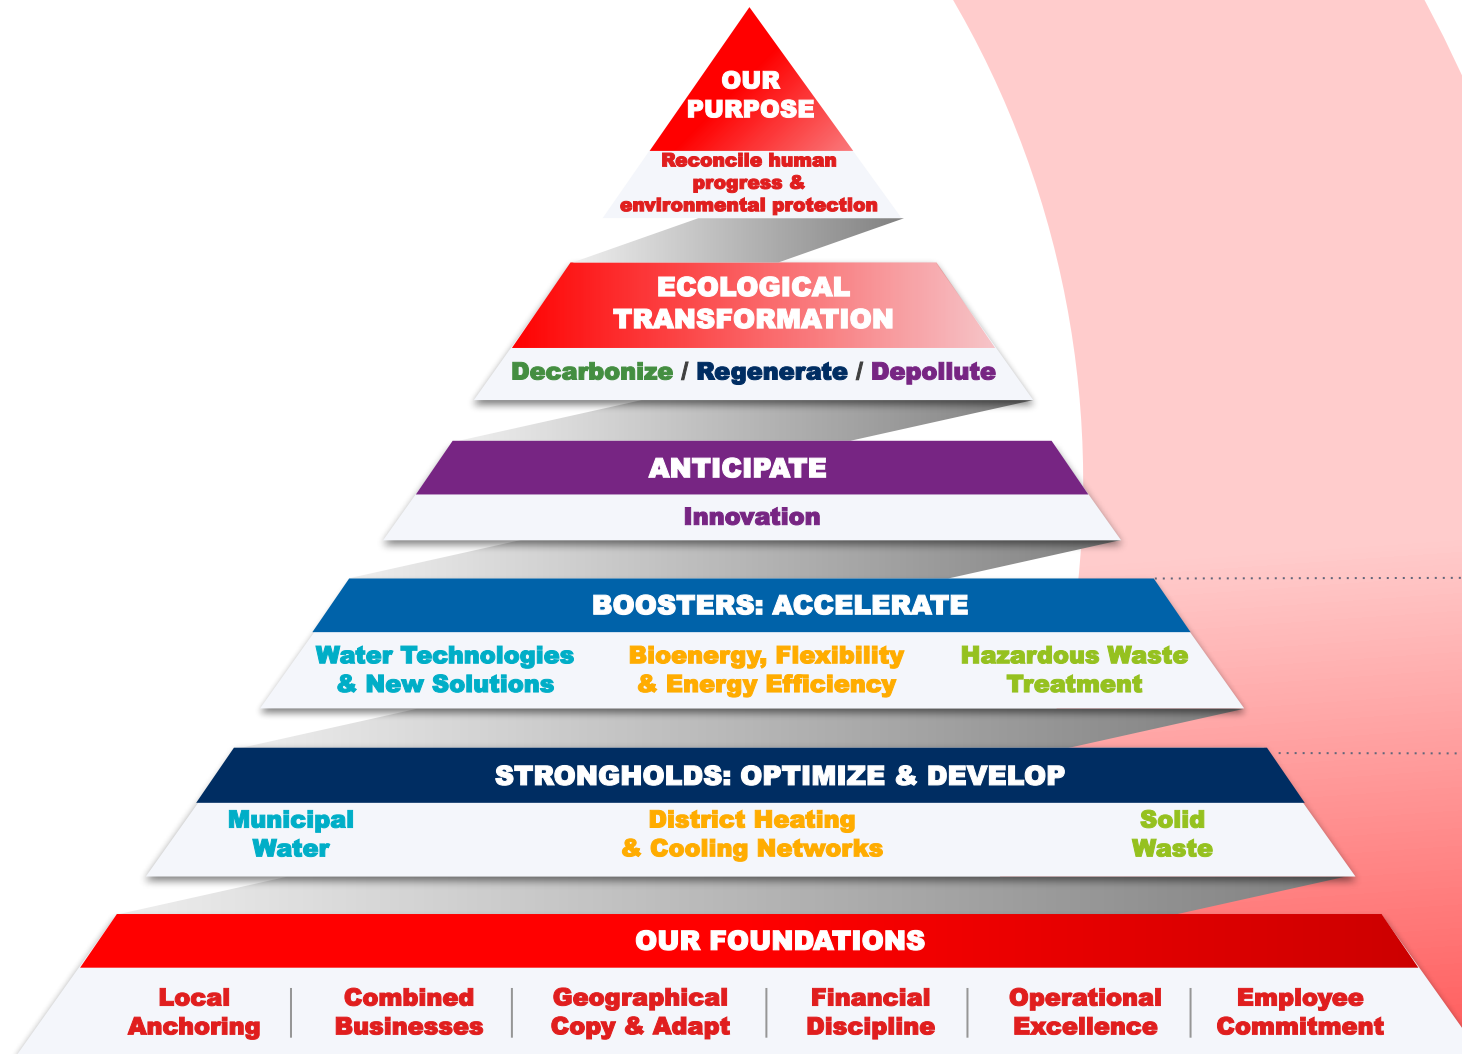 OUR
PURPOSE
Reconcile human
progress &
environmental protection
ECOLOGICAL
TRANSFORMATION
Decarbonize / Regenerate / Depollute
ANTICIPATE
Innovation
BOOSTERS: ACCELERATE
Water Technologies
& New Solutions
Bioenergy, Flexibility
& Energy Efficiency
Hazardous Waste
Treatment
STRONGHOLDS: OPTIMIZE & DEVELOP
Municipal
Water
District Heating
& Cooling Networks
Solid
Waste
OUR FOUNDATIONS
Local
Anchoring
Combined
Businesses
Geographical
Copy & Adapt
Financial
Discipline
Operational
Excellence
Employee
Commitment